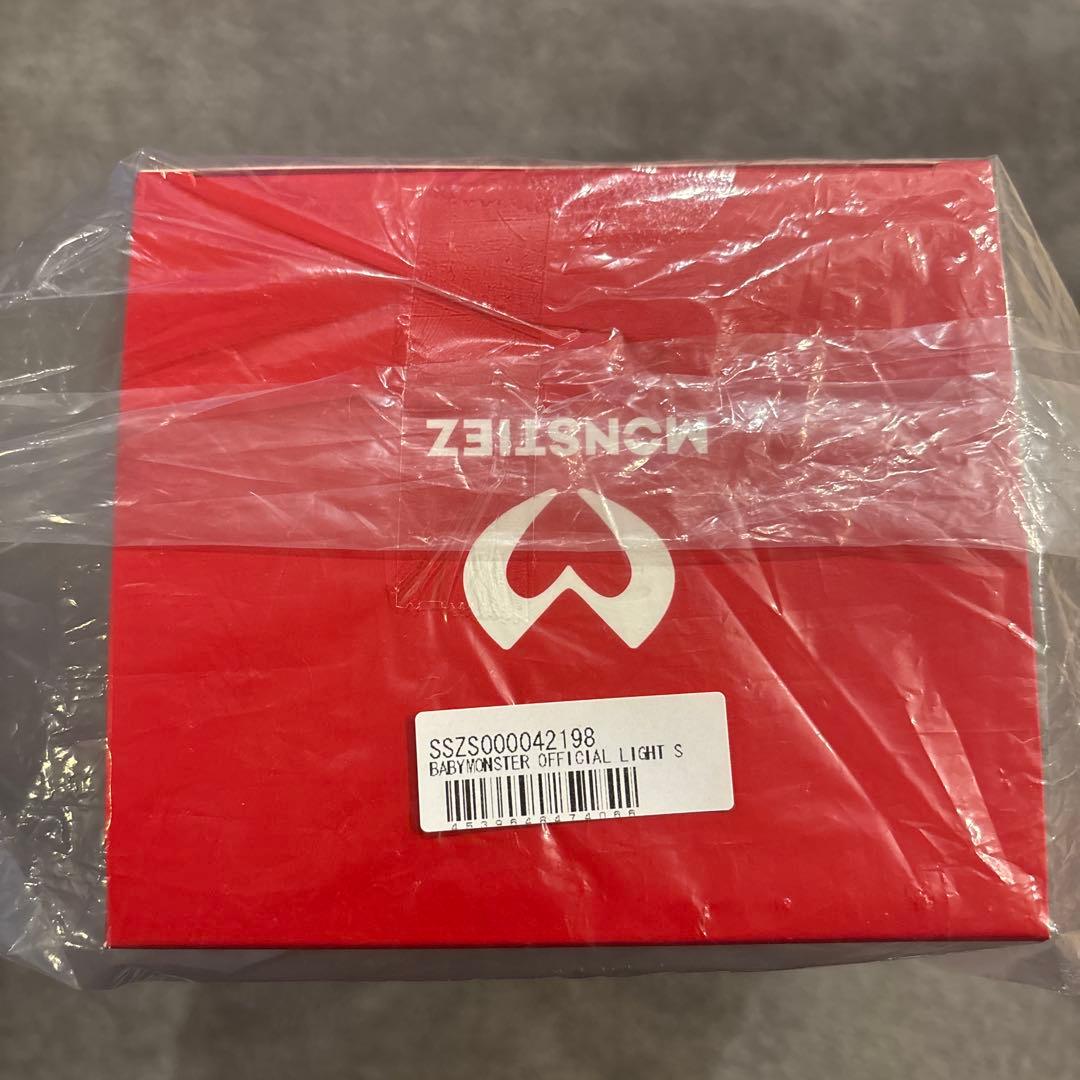 MONSTIEZ
SSZS000042198
BABYMONSTER OFFICIAL LIGHT S